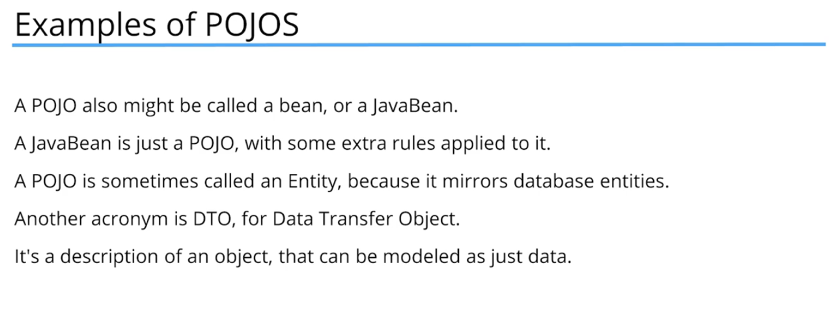 Examples of POJOS
A POJO also might be called a bean, or a JavaBean.
A JavaBean is just a POJO, with some extra rules applied to it.
A POJO is sometimes called an Entity, because it mirrors database entities.
Another acronym is DTO, for Data Transfer Object.
It's a description of an object, that can be modeled as just data.